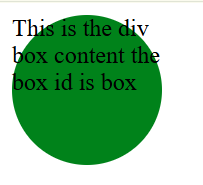 This is the div
box content the
box id is box